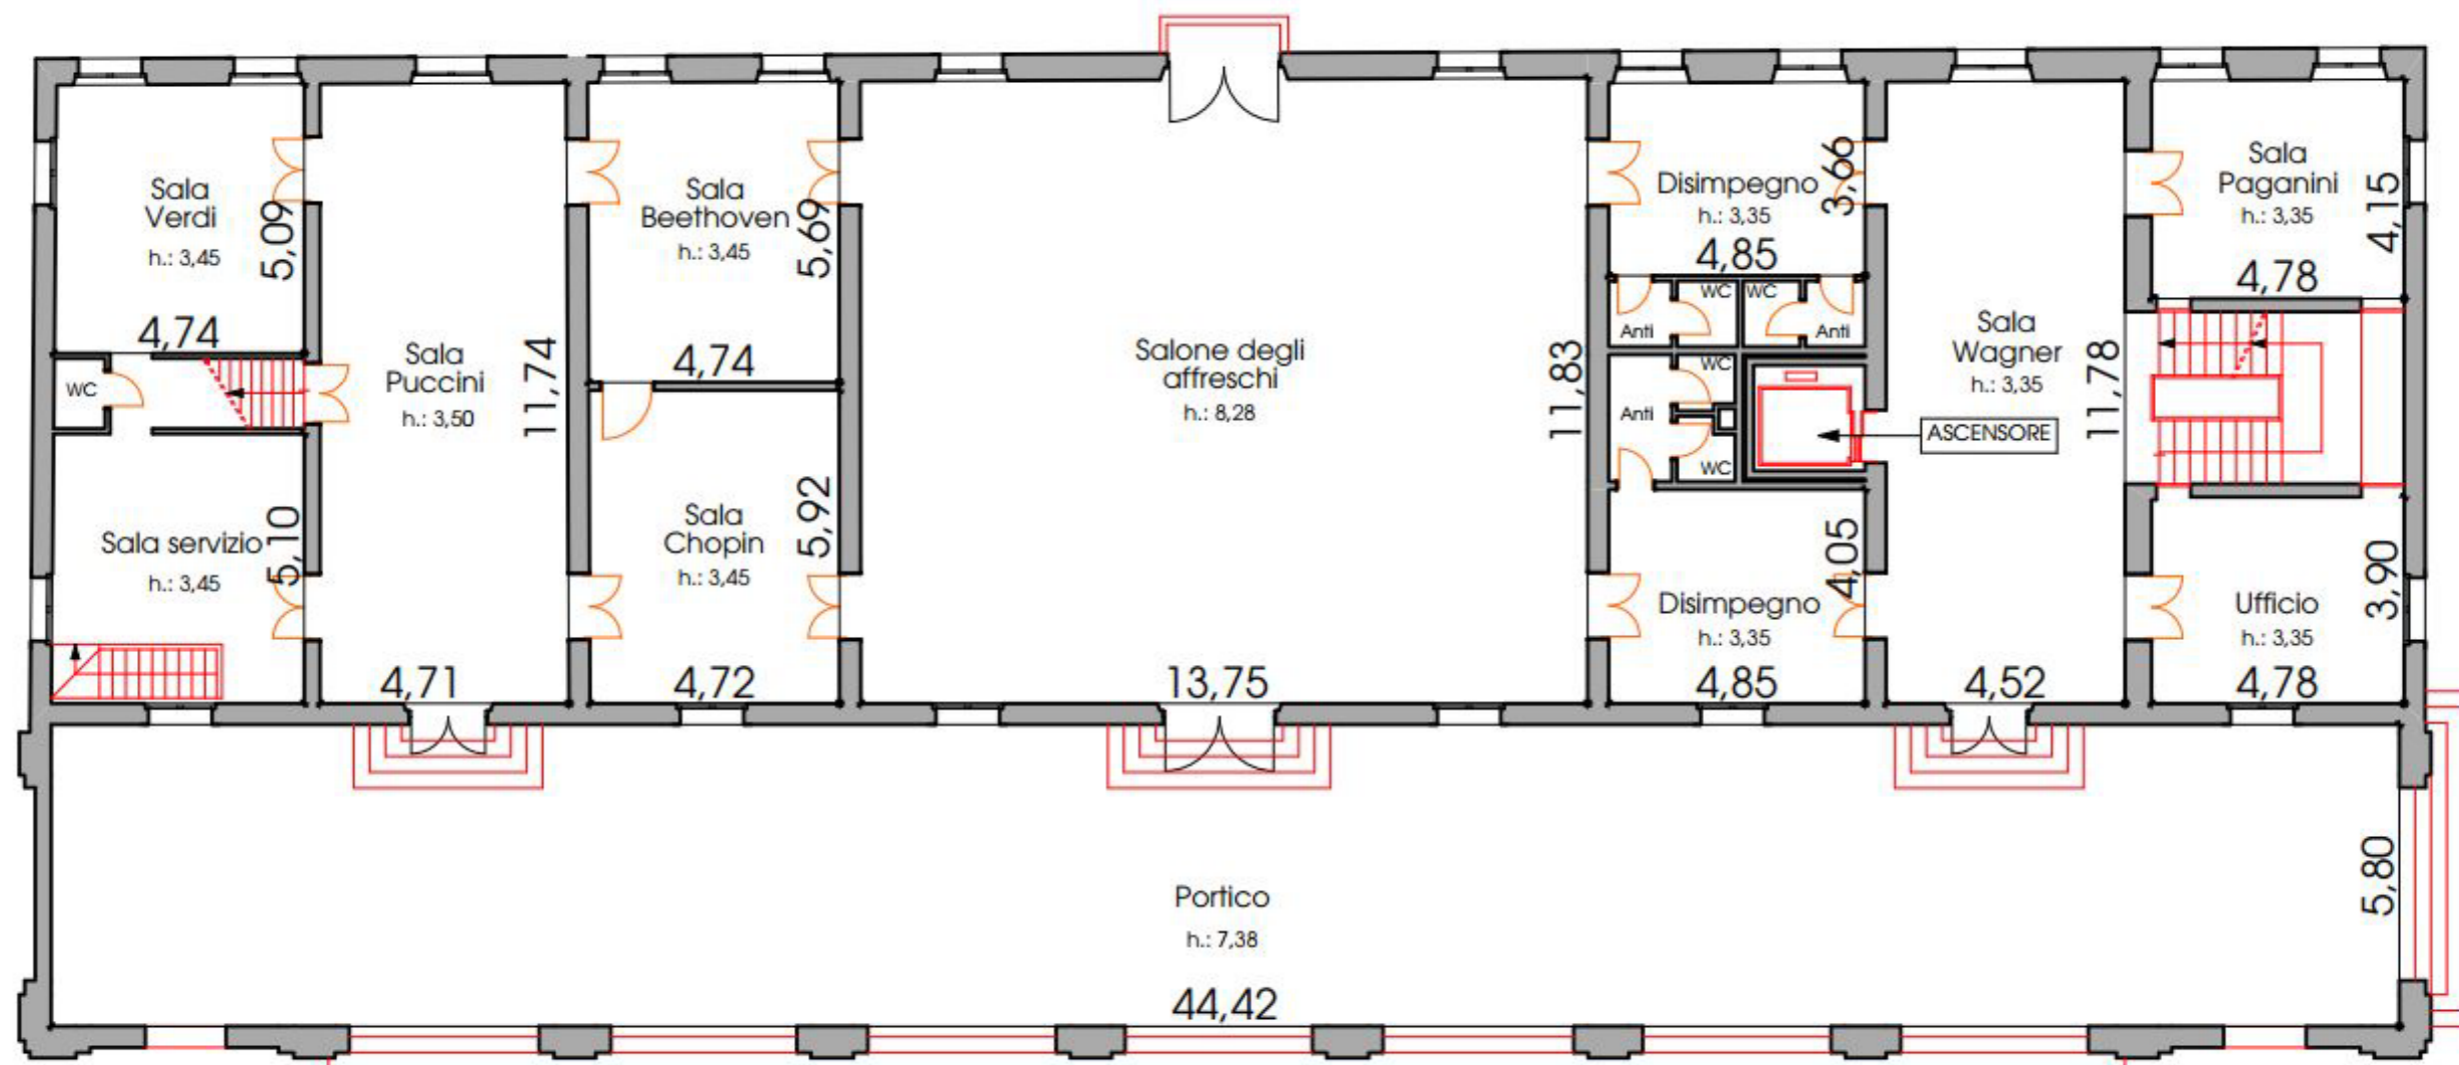 Sala
Verdi
h.: 3,45
5,09
4,74
WC
Sala servizio
h.: 3,45
5,10
Sala
Puccini
h.: 3,50
11,74
4,71
Sala
Beethoven
h.: 3,45
5,69
4,74
Sala
Chopin
h.: 3,45
5,92
4,72
Salone degli
affreschi
h.: 8,28
11,83
13,75
Disimpegno
h.: 3,35
3,66
4,85
WC
WC
Anti
Anti
WC
Anti
WC
Disimpegno
h.: 3,35
4,05
4,85
Sala
Wagner
h.: 3,35
11,78
ASCENSORE
4,52
Sala
Paganini
h.: 3,35
4,15
4,78
Ufficio
h.: 3,35
3,90
4,78
Portico
h.: 7,38
5,80
44,42